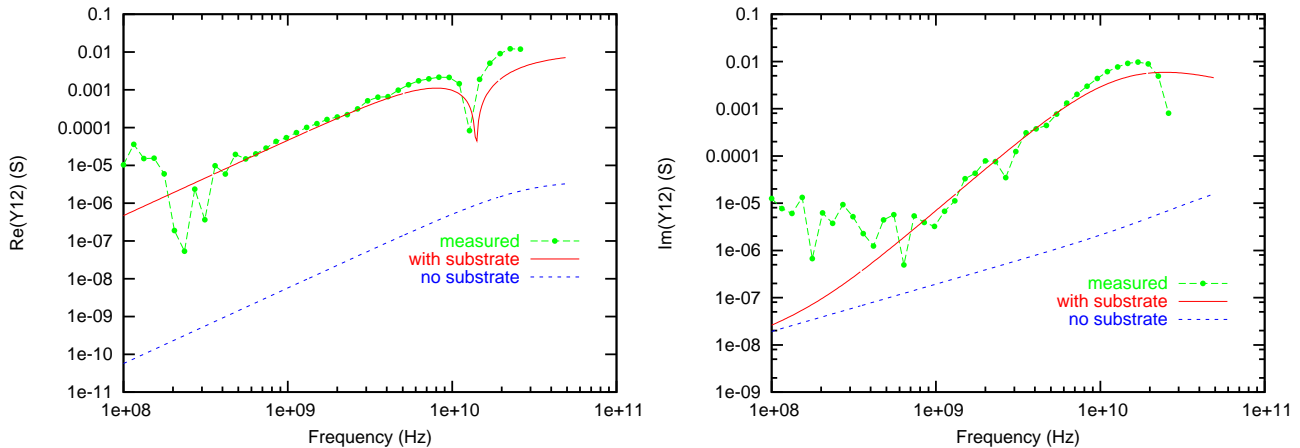 0.1
0.01
0.001
0.0001
1e-05
1e-06
1e-07
1e-08
1e-09
1e-10
1e-11
1e+08
1e+09
1e+10
1e+11
Re(Y12) (S)
Frequency (Hz)
measured
with substrate
no substrate
0.1
0.01
0.001
0.0001
1e-05
1e-06
1e-07
1e-08
1e-09
1e+08
1e+09
1e+10
1e+11
Im(Y12) (S)
Frequency (Hz)
measured
with substrate
no substrate